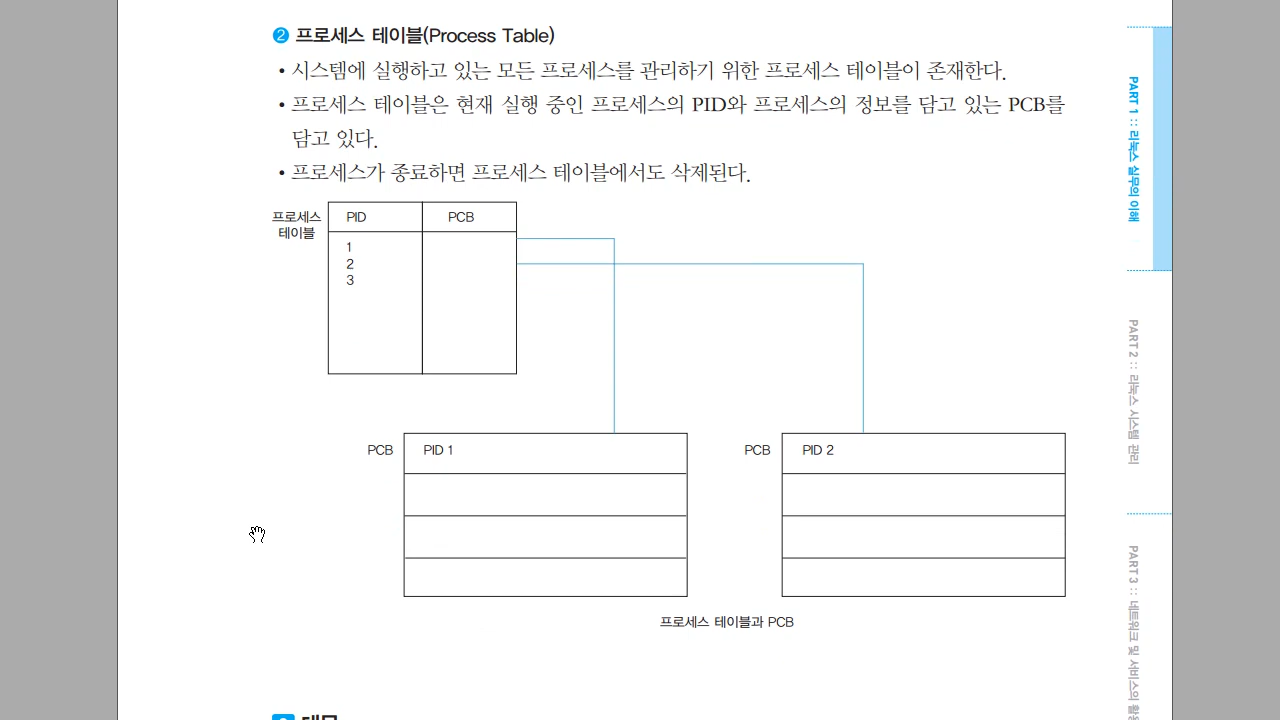 ❷ 프로세스 테이블(Process Table)
• 시스템에 실행하고 있는 모든 프로세스를 관리하기 위한 프로세스 테이블이 존재한다.
• 프로세스 테이블은 현재 실행 중인 프로세스의 PID와 프로세스의 정보를 담고 있는 PCB를
담고 있다.
• 프로세스가 종료하면 프로세스 테이블에서도 삭제된다.
프로세스
테이블
PID PCB
1
2
3
PCB PID 1
PCB PID 2
프로세스 테이블과 PCB
PART 1 :: 리눅스 실무의 이해
PART 2 :: 리눅스 시스템 관리
PART 3 :: 네트워크 및 서비스의 활용